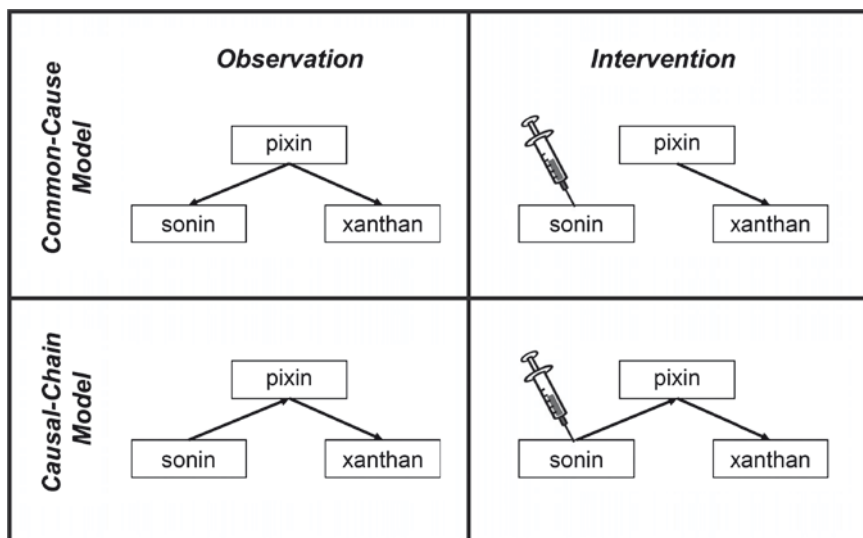 Observation
Intervention
Common-Cause
Model
pixin
sonin
xanthan
pixin
sonin
xanthan
Causal-Chain
Model
pixin
sonin
xanthan
pixin
sonin
xanthan